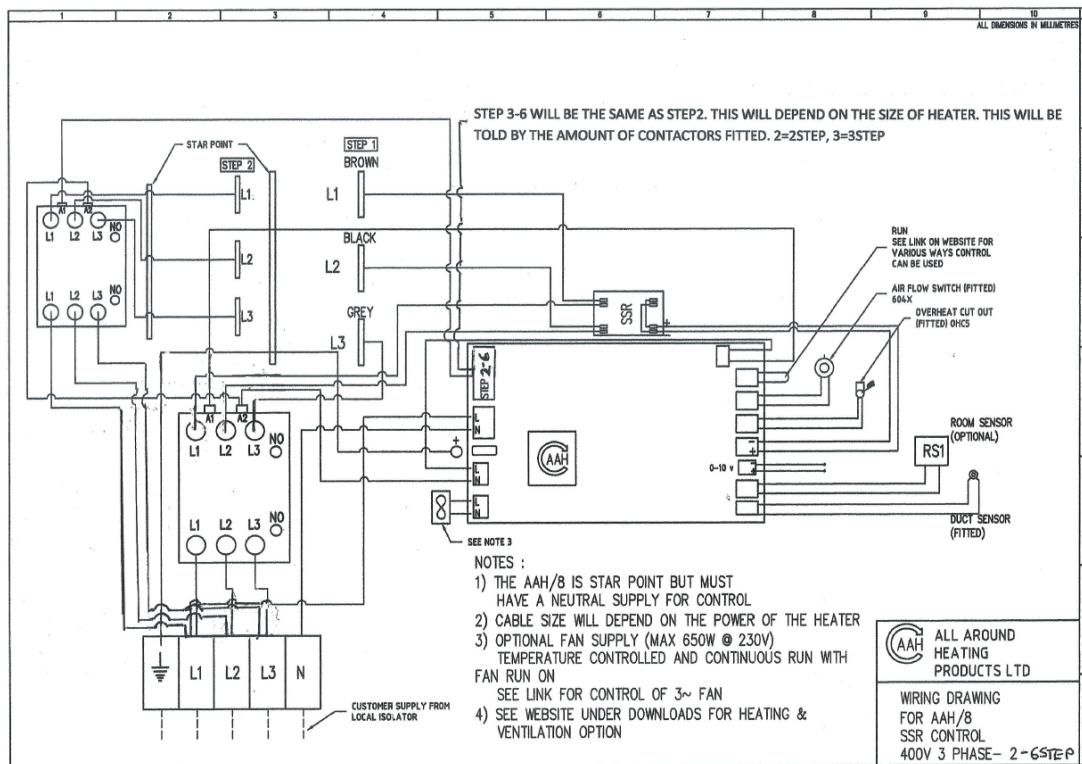 1 2 3 4 5 6 7 8 9 10
ALL DIMENSIONS IN MILLIMETRES
STEP 3-6 WILL BE THE SAME AS STEP2. THIS WILL DEPEND ON THE SIZE OF HEATER. THIS WILL BE
TOLD BY THE AMOUNT OF CONTACTORS FITTED. 2=2STEP, 3=3STEP
STAR POINT
STEP 2
STEP 1
BROWN
L1
L1
A1 A2
L1 L2 L3 NO
BLACK
L2
L2
L1 L2 L3 NO
GREY
L3
L3
SSR
+
RUN
SEE LINK ON WEBSITE FOR
VARIOUS WAYS CONTROL
CAN BE USED
AIR FLOW SWITCH (FITTED)
604X
OVERHEAT CUT OUT
(FITTED) OHC5
STEP 2-6
A1 A2
L1 L2 L3 NO
L
N
+
CAAH
L
N
L
N
-
+
0-10 V
-
+
ROOM SENSOR
(OPTIONAL)
RS1
DUCT SENSOR
(FITTED)
L1 L2 L3 NO
SEE NOTE 3
NOTES :
1) THE AAH/8 IS STAR POINT BUT MUST
HAVE A NEUTRAL SUPPLY FOR CONTROL
2) CABLE SIZE WILL DEPEND ON THE POWER OF THE HEATER
3) OPTIONAL FAN SUPPLY (MAX 650W @ 230V)
TEMPERATURE CONTROLLED AND CONTINUOUS RUN WITH
FAN RUN ON
SEE LINK FOR CONTROL OF 3~ FAN
4) SEE WEBSITE UNDER DOWNLOADS FOR HEATING &
VENTILATION OPTION
L1 L2 L3 N
CUSTOMER SUPPLY FROM
LOCAL ISOLATOR
CAAH
ALL AROUND
HEATING
PRODUCTS LTD
WIRING DRAWING
FOR AAH/8
SSR CONTROL
400V 3 PHASE- 2-6STEP